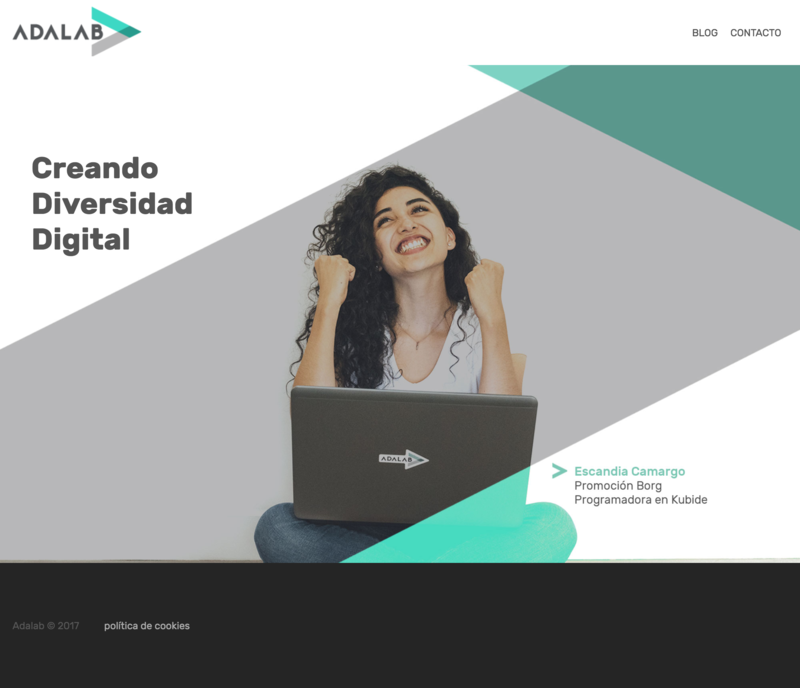 ADALAB
BLOG CONTACTO
Creando
Diversidad
Digital
ADALAB
Escandia Camargo
Promoción Borg
Programadora en Kubide
Adalab © 2017 política de cookies